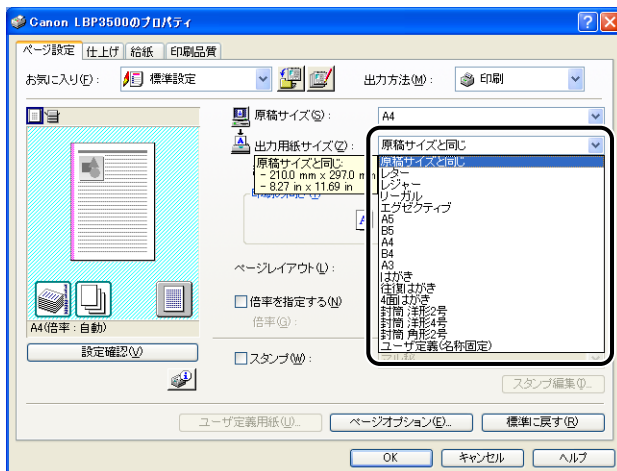 Canon LBP3500のプロパティ
ページ設定 仕上げ 給紙 印刷品質
お気に入り(F): 標準設定 出力方法(M): 印刷
原稿サイズ(S): A4
出力用紙サイズ(Z): 原稿サイズと同じ
原稿サイズと同じ:
- 210.0 mm x 297.0 mm
- 8.27 in x 11.69 in
原稿サイズと同じ
レター
レジャー
リーガル
エグゼクティブ
A5
B5
A4
B4
A3
はがき
往復はがき
4面はがき
封筒 洋形2号
封筒 洋形4号
封筒 角形2号
ユーザ定義(名称固定)
ページレイアウト(L):
倍率を指定する(N)
倍率(G):
A4(倍率:自動)
設定確認(V)
スタンプ(W):
スタンプ編集(I)...
ユーザ定義用紙(U)... ページオプション(E)... 標準に戻す(R)
OK キャンセル ヘルプ